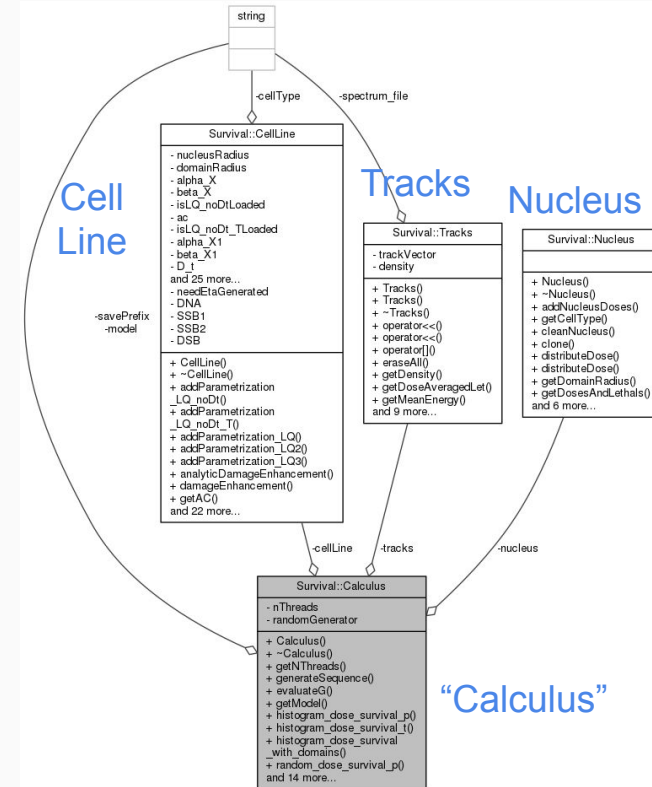 string
-cellType
-spectrum_file
Survival::CellLine
- nucleusRadius
- domainRadius
- alpha_X
- beta_X
- isLQ_noDtLoaded
- ac
- isLQ_noDt_TLoaded
- alpha_X1
- beta_X1
- D_t
and 25 more...
- needEtaGenerated
- DNA
- SSB1
- SSB2
- DSB
+ CellLine()
+ ~CellLine()
+ addParametrization
_LQ_noDt()
+ addParametrization
_LQ_noDt_T()
+ addParametrization_LQ()
+ addParametrization_LQ2()
+ addParametrization_LQ3()
+ analyticDamageEnhancement()
+ damageEnhancement()
+ getAC()
and 22 more...
Cell
Line
Tracks
Nucleus
Survival::Tracks
- trackVector
- density
+ Tracks()
+ Tracks()
+ ~Tracks()
+ operator<<()
+ operator<<()
+ operator[]()
+ eraseAll()
+ getDensity()
+ getDoseAveragedLet()
+ getMeanEnergy()
and 9 more...
Survival::Nucleus
+ Nucleus()
+ ~Nucleus()
+ addNucleusDoses()
+ getCellType()
+ cleanNucleus()
+ clone()
+ distributeDose()
+ distributeDose()
+ getDomainRadius()
+ getDosesAndLethals()
and 6 more...
-savePrefix
-model
-cellLine
-tracks
-nucleus
Survival::Calculus
- nThreads
- randomGenerator
+ Calculus()
+ ~Calculus()
+ getNThreads()
+ generateSequence()
+ evaluateG()
+ getModel()
+ histogram_dose_survival_p()
+ histogram_dose_survival_t()
+ histogram_dose_survival
_with_domains()
+ random_dose_survival_p()
and 14 more...
“Calculus”